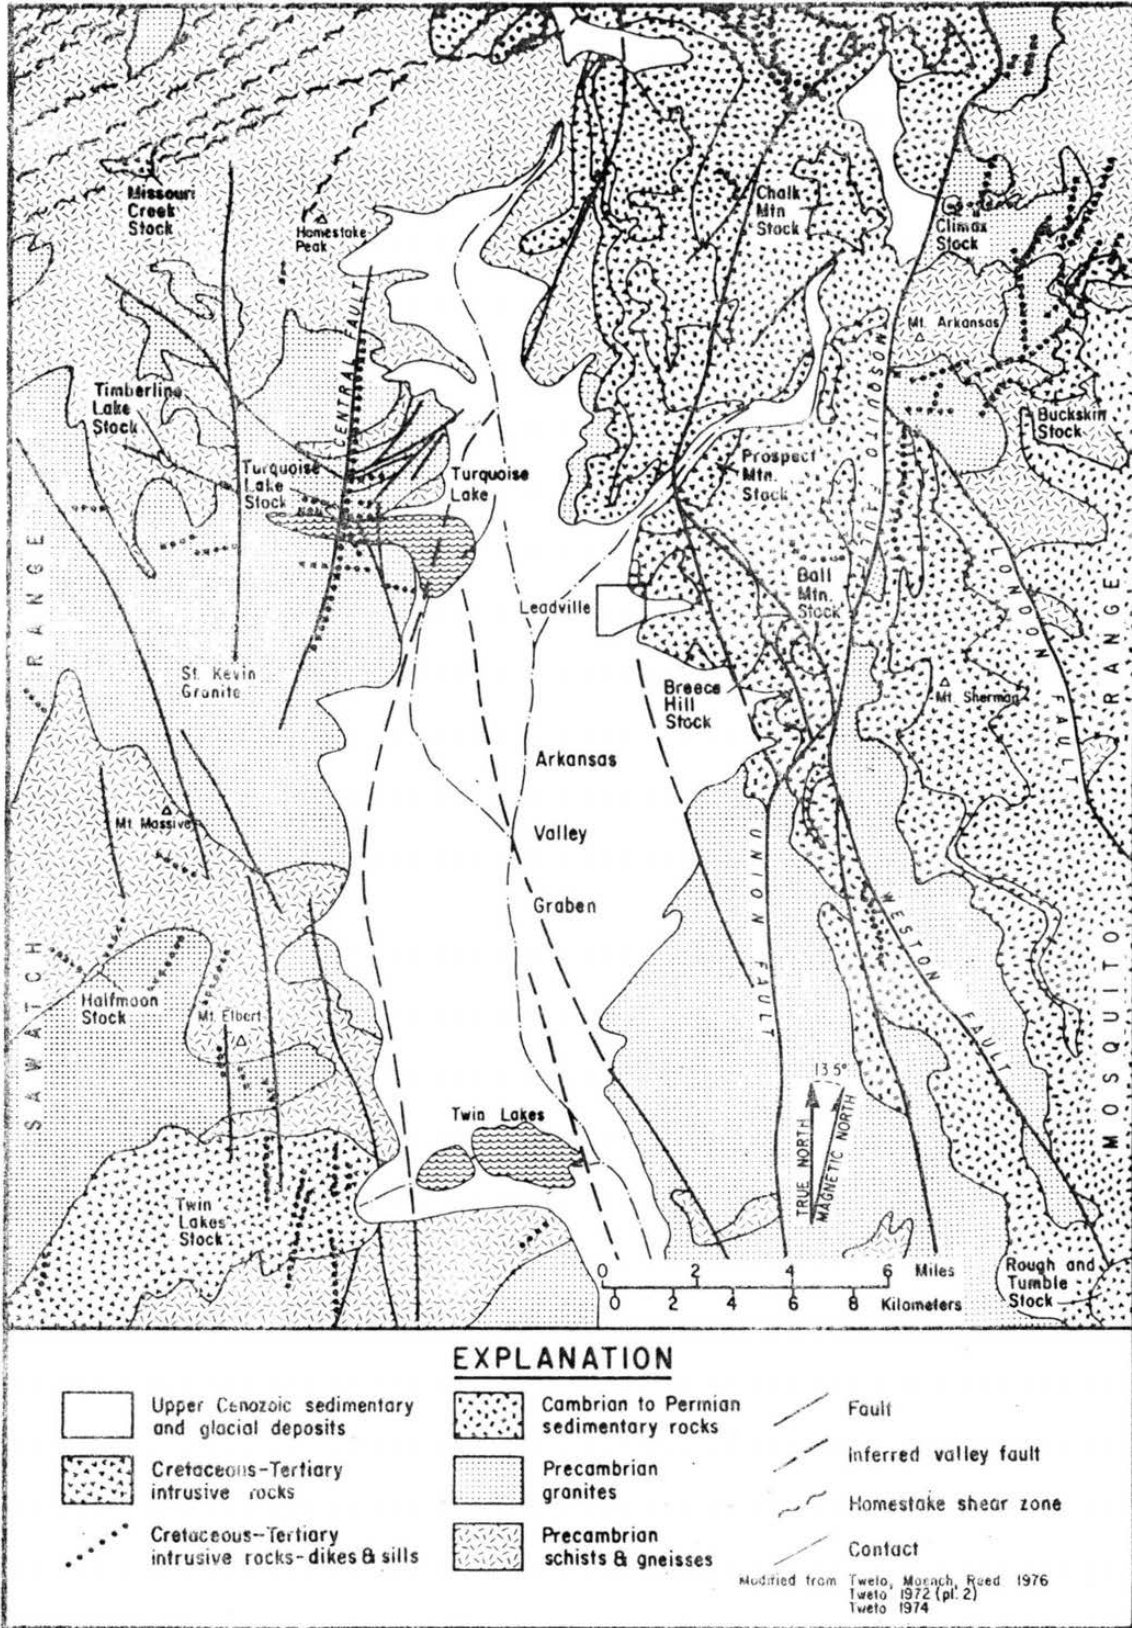 Missouri
Creek
Stock
Homestake
Peak
Chalk
Mtn
Stock
Climax
Stock
Mt. Arkansas
CENTRAL FAULT
MOSQUITO FAULT
Timberline
Lake
Stock
Turquoise
Lake
Stock
Turquoise
Lake
Prospect
Mtn.
Stock
Buckskin
Stock
Leadville
Ball
Mtn.
Stock
LONDON FAULT
St. Kevin
Granite
Breece
Hill
Stock
Mt. Sherman
Arkansas
Valley
Graben
Mt. Massive
UNION FAULT
WESTON FAULT
Halfmoon
Stock
Mt. Elbert
SAWATCH RANGE
MOSQUITO RANGE
Twin Lakes
13.5°
TRUE NORTH
MAGNETIC NORTH
Twin
Lakes
Stock
Rough and
Tumble
Stock
0 2 4 6 Miles
0 2 4 6 8 Kilometers
EXPLANATION
Upper Cenozoic sedimentary
and glacial deposits
Cretaceous-Tertiary
intrusive rocks
Cretaceous-Tertiary
intrusive rocks-dikes & sills
Cambrian to Permian
sedimentary rocks
Precambrian
granites
Precambrian
schists & gneisses
Fault
Inferred valley fault
Homestake shear zone
Contact
Modified from Tweto, Moench, Reed 1976
Tweto 1972 (pl. 2)
Tweto 1974